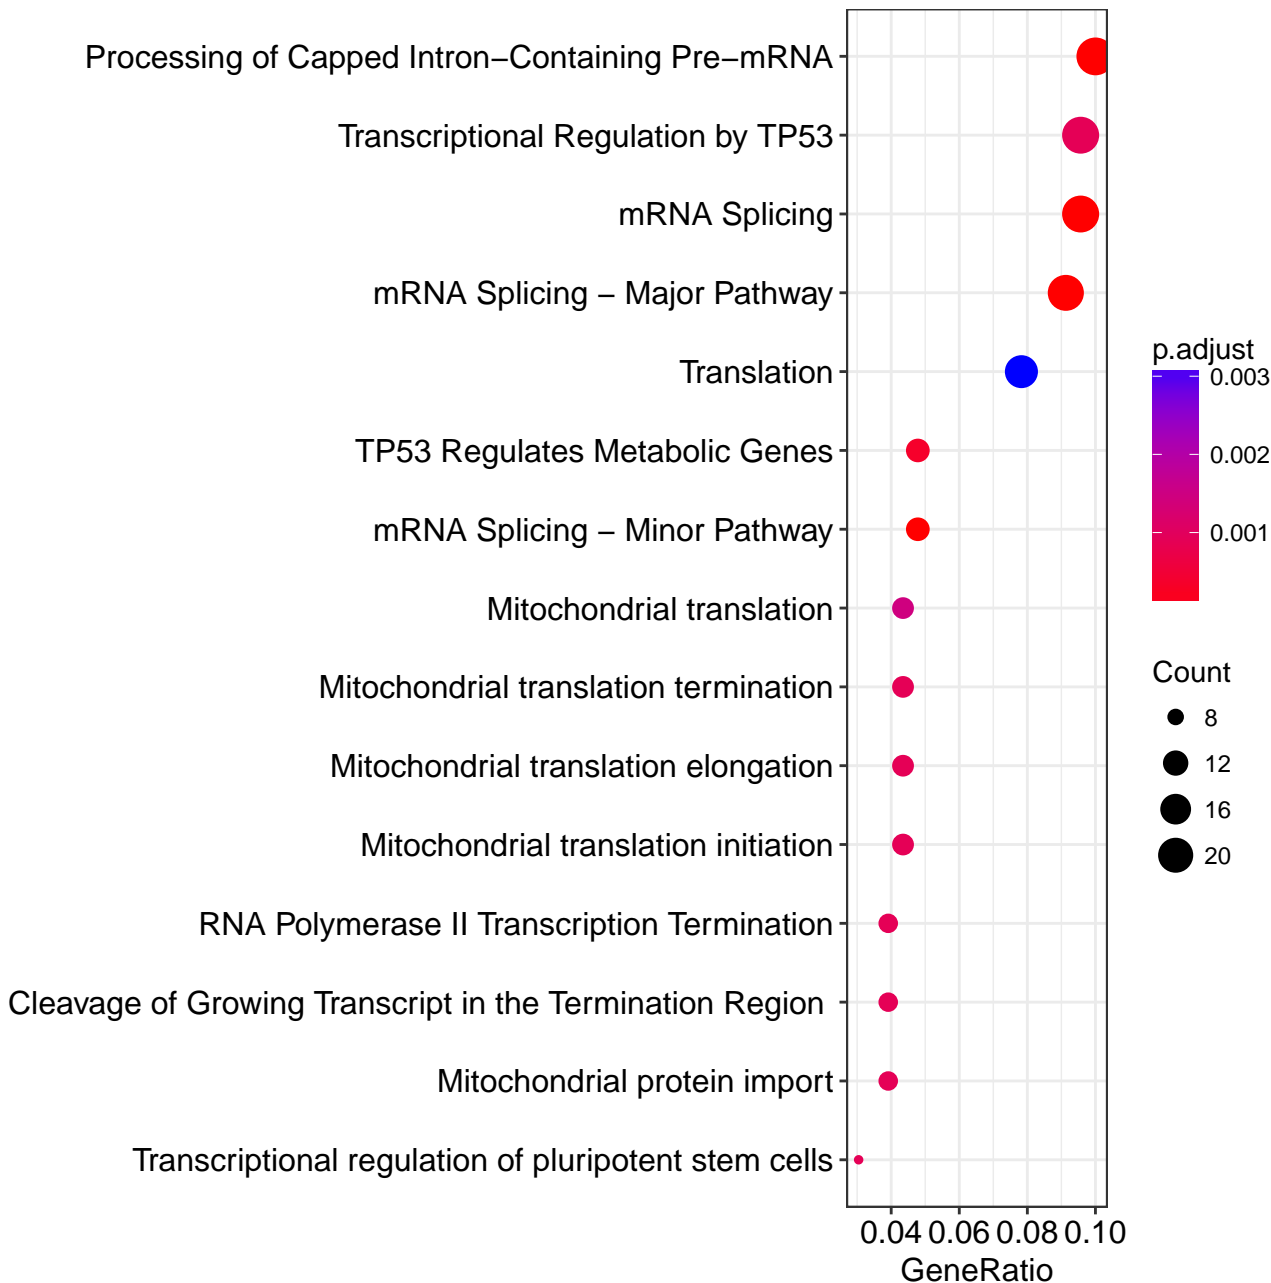 Processing of Capped Intron−Containing Pre−mRNA
Transcriptional Regulation by TP53
mRNA Splicing
mRNA Splicing − Major Pathway
Translation
TP53 Regulates Metabolic Genes
mRNA Splicing − Minor Pathway
Mitochondrial translation
Mitochondrial translation termination
Mitochondrial translation elongation
Mitochondrial translation initiation
RNA Polymerase II Transcription Termination
Cleavage of Growing Transcript in the Termination Region
Mitochondrial protein import
Transcriptional regulation of pluripotent stem cells
0.04 0.06 0.08 0.10
GeneRatio
p.adjust
0.003
0.002
0.001
Count
8
12
16
20